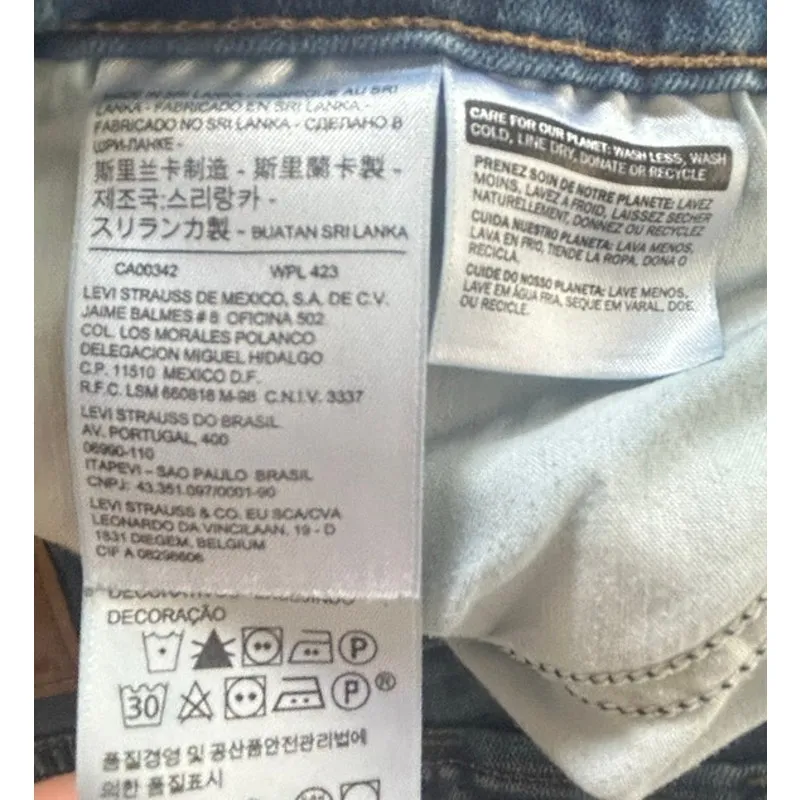 MADE IN SRI LANKA - FABRIQUÉ AU SRI
LANKA - FABRICADO EN SRI LANKA -
FABRICADO NO SRI LANKA - СДЕЛАНО В
ШРИ-ЛАНКЕ -
斯里兰卡制造 - 斯里蘭卡製 -
제조국:스리랑카 -
スリランカ製 - BUATAN SRI LANKA
CA00342 WPL 423
LEVI STRAUSS DE MEXICO, S.A. DE C.V.
JAIME BALMES # 8 OFICINA 502
COL. LOS MORALES POLANCO
DELEGACION MIGUEL HIDALGO
C.P. 11510 MEXICO D.F.
R.F.C. LSM 660818 M-98 C.N.I.V. 3337
LEVI STRAUSS DO BRASIL
AV. PORTUGAL, 400
06990-110
ITAPEVI - SAO PAULO BRASIL
CNPJ: 43.351.097/0001-90
LEVI STRAUSS & CO. EU SCA/CVA
LEONARDO DA VINCILAAN, 19 - D
1831 DIEGEM, BELGIUM
CIF A 08296606
DECORAÇÃO
P
30 P ®
품질경영 및 공산품안전관리법에
의한 품질표시
CARE FOR OUR PLANET: WASH LESS, WASH
COLD, LINE DRY, DONATE OR RECYCLE
PRENEZ SOIN DE NOTRE PLANETE: LAVEZ
MOINS, LAVEZ À FROID, LAISSEZ SECHER
NATURELLEMENT, DONNEZ OU RECYCLEZ
CUIDA NUESTRO PLANETA: LAVA MENOS,
LAVA EN FRIO, TIENDE LA ROPA, DONA O
RECICLA.
CUIDE DO NOSSO PLANETA: LAVE MENOS,
LAVE EM ÁGUA FRIA, SEQUE EM VARAL, DOE
OU RECICLE.